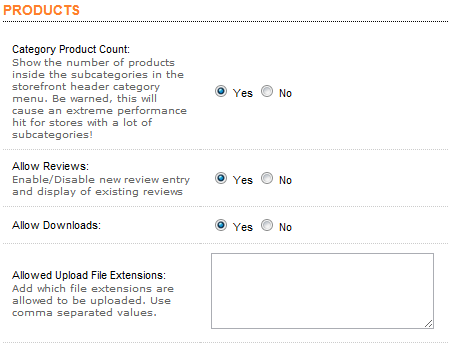 PRODUCTS
Category Product Count:
Show the number of products
inside the subcategories in the
storefront header category
menu. Be warned, this will
cause an extreme performance
hit for stores with a lot of
subcategories!
Yes No
Allow Reviews:
Enable/Disable new review entry
and display of existing reviews
Yes No
Allow Downloads:
Yes No
Allowed Upload File Extensions:
Add which file extensions are
allowed to be uploaded. Use
comma separated values.